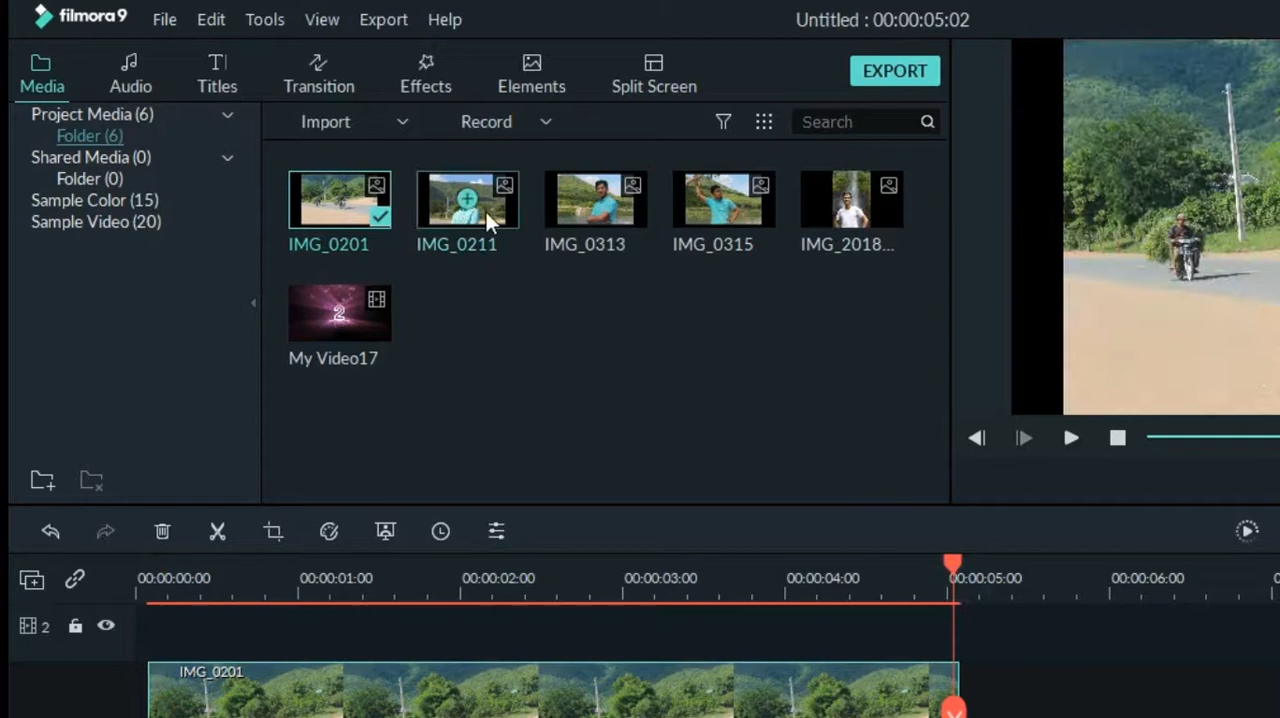 filmora9 File Edit Tools View Export Help Untitled : 00:00:05:02
Media Audio Titles Transition Effects Elements Split Screen EXPORT
Project Media (6)
Folder (6)
Shared Media (0)
Folder (0)
Sample Color (15)
Sample Video (20)
Import Record Search
IMG_0201 IMG_0211 IMG_0313 IMG_0315 IMG_2018...
2
My Video17
00:00:00:00 00:00:01:00 00:00:02:00 00:00:03:00 00:00:04:00 00:00:05:00 00:00:06:00
2
IMG_0201